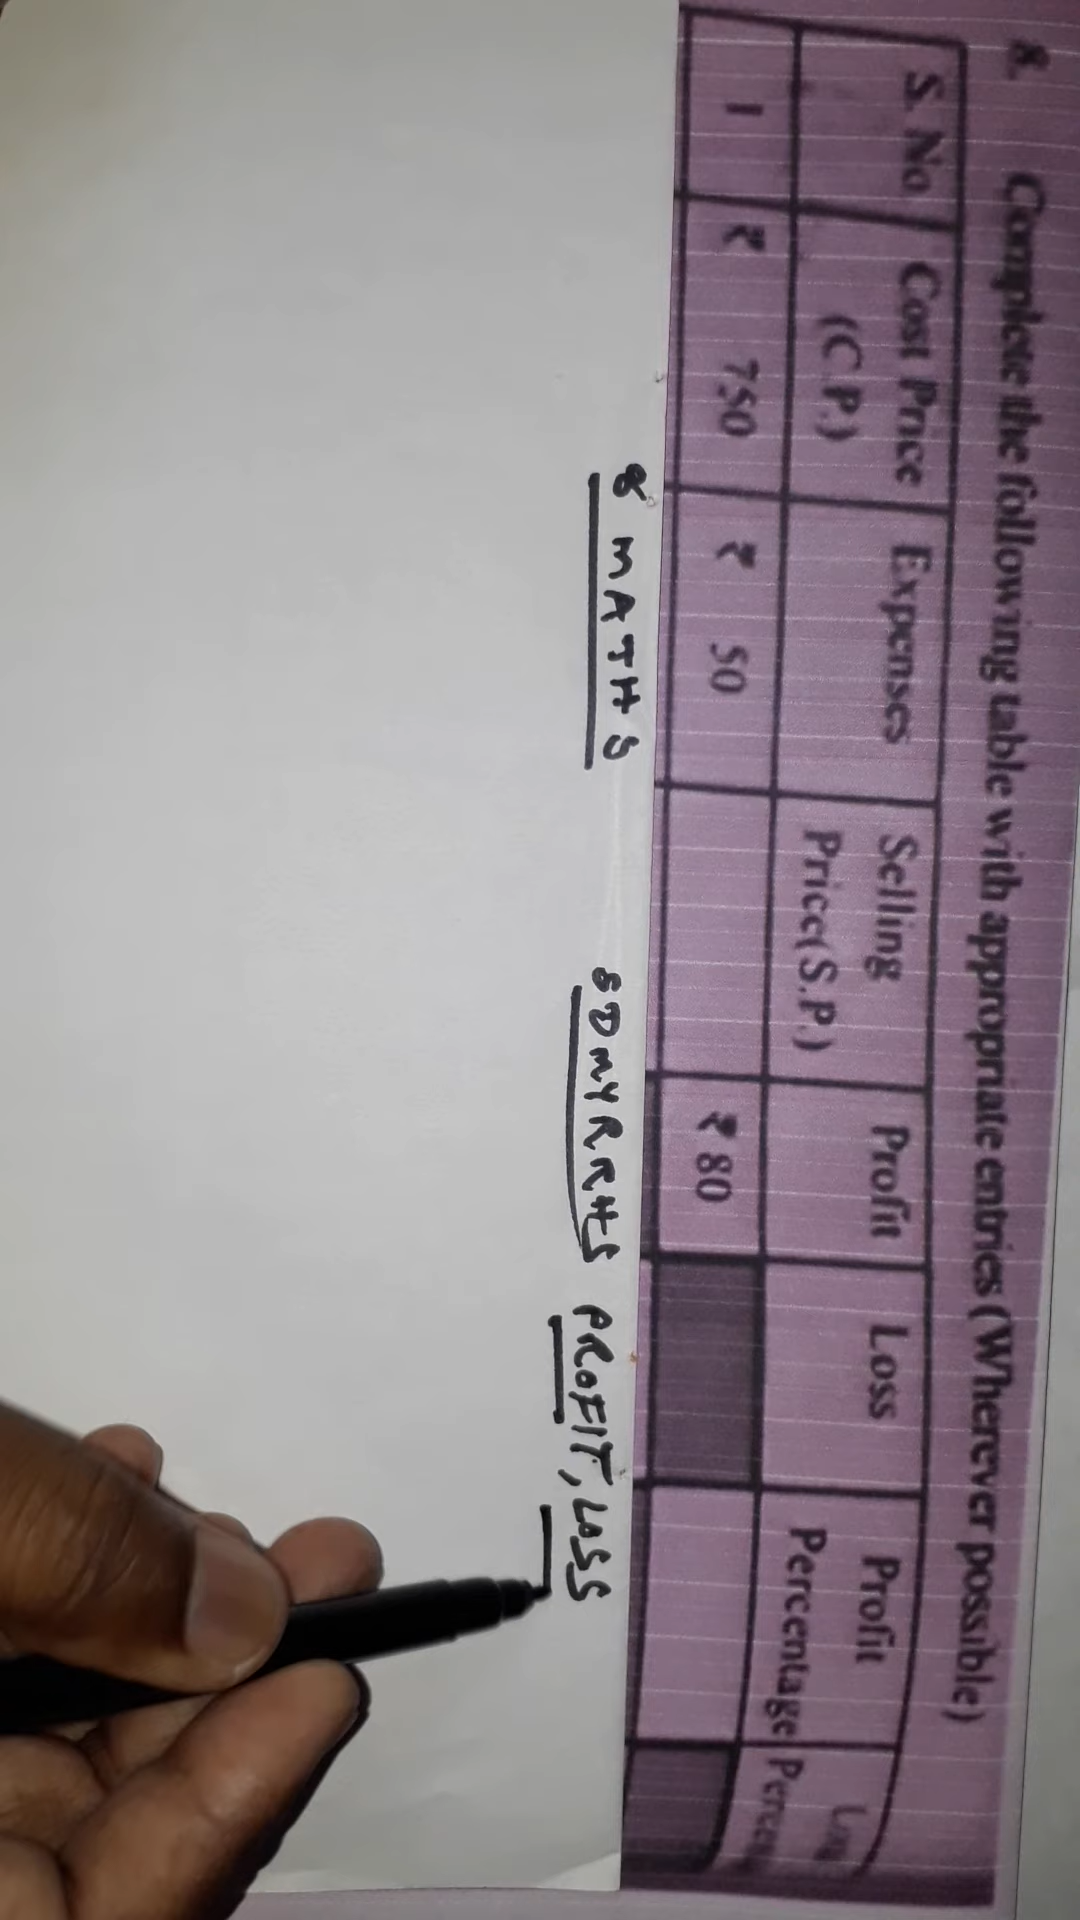 8. Complete the following table with appropriate entries (Wherever possible)
S. No Cost Price (C.P.) Expenses Selling Price(S.P.) Profit Loss Profit Percentage
1 ₹ 750 ₹ 50 ₹ 80
8 MATHS SDMYRRHS PROFIT, LOSS